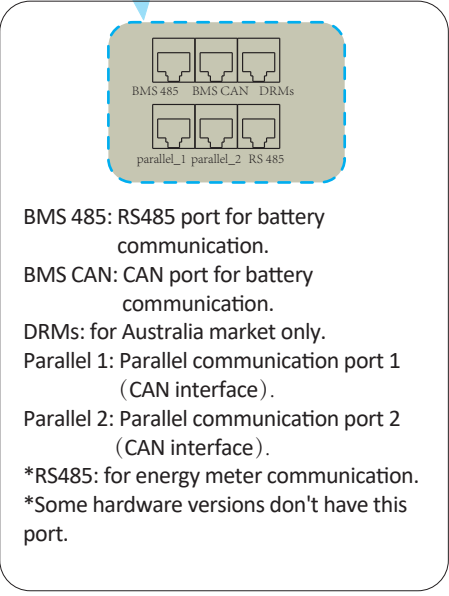 BMS 485 BMS CAN DRMs
parallel_1 parallel_2 RS 485
BMS 485: RS485 port for battery
communication.
BMS CAN: CAN port for battery
communication.
DRMs: for Australia market only.
Parallel 1: Parallel communication port 1
（CAN interface）.
Parallel 2: Parallel communication port 2
（CAN interface）.
*RS485: for energy meter communication.
*Some hardware versions don't have this
port.